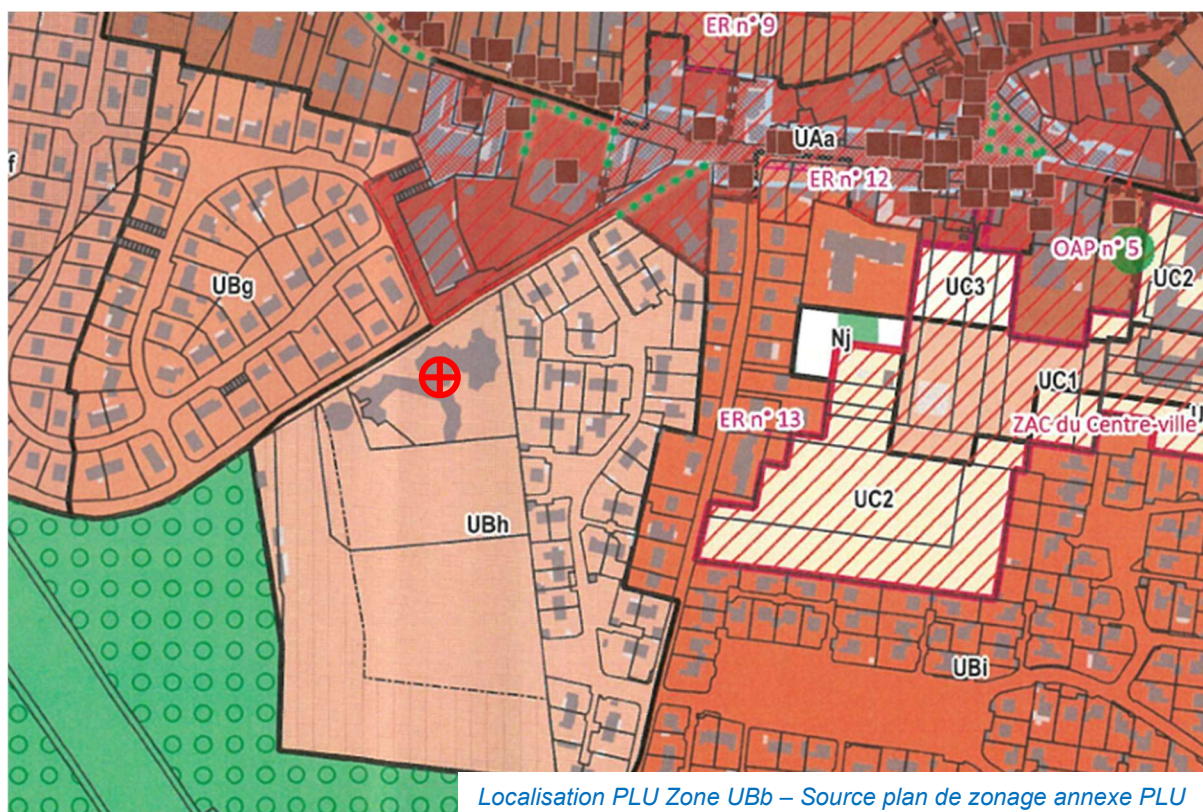 ER n° 9
UAa
ER n° 12
f
OAP n° 5
UC2
UBg
UC3
Nj
UC1
ER n° 13
ZAC du Centre-ville
UC2
UBh
UBi
Localisation PLU Zone UBb – Source plan de zonage annexe PLU